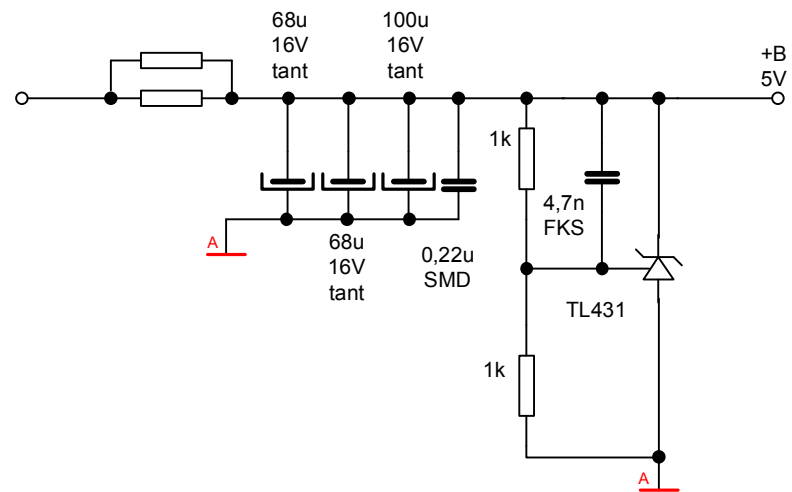 68u
16V
tant
100u
16V
tant
+B
5V
1k
4,7n
FKS
A
68u
16V
tant
0,22u
SMD
TL431
1k
A